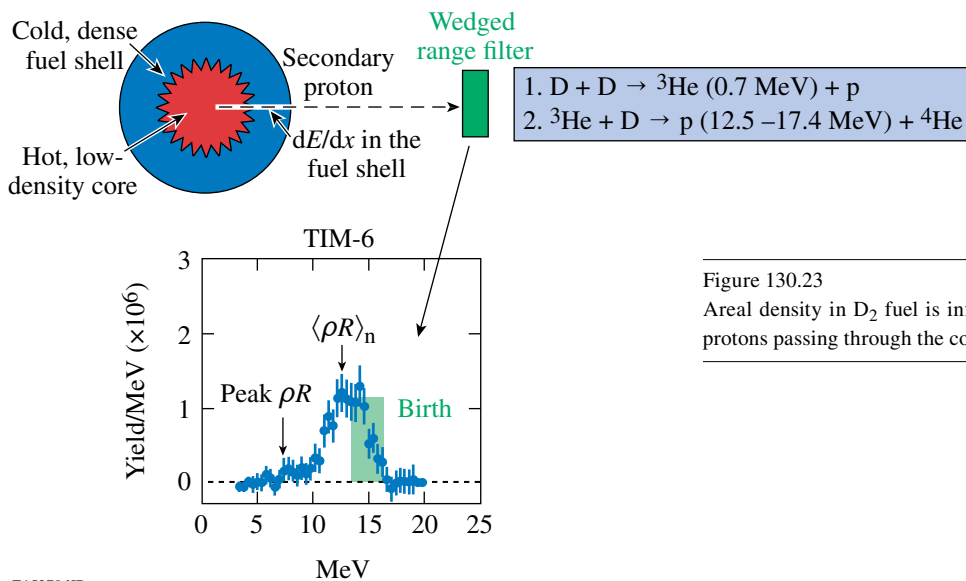 Cold, dense
fuel shell
Hot, low-
density core
Secondary
proton
dE/dx in the
fuel shell
Wedged
range filter
1. D + D → ³He (0.7 MeV) + p
2. ³He + D → p (12.5 –17.4 MeV) + ⁴He
TIM-6
Yield/MeV (×10⁶)
3
2
1
0
⟨ρR⟩ₙ
Peak ρR
Birth
0 5 10 15 20 25
MeV
Figure 130.23
Areal density in D₂ fuel is
protons passing through the